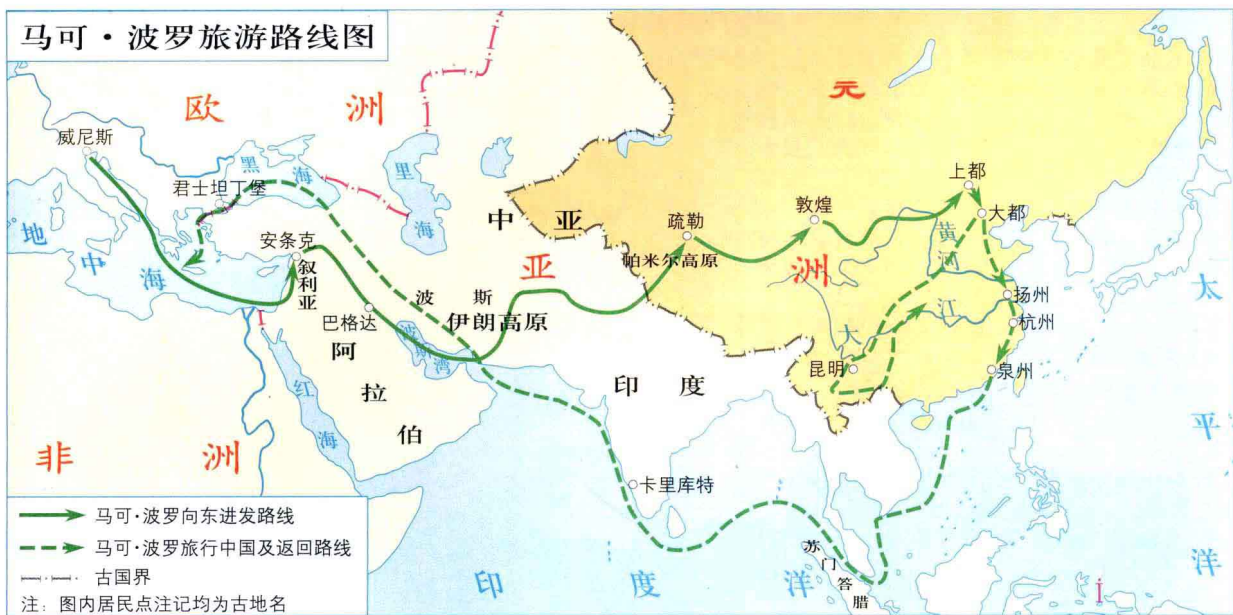 马可·波罗旅游路线图
欧洲
元
威尼斯
黑海
里海
君士坦丁堡
上都
大都
敦煌
疏勒
中亚
帕米尔高原
亚洲
黄河
地中海
安条克
叙利亚
巴格达
波斯
伊朗高原
波斯湾
扬州
杭州
大江
昆明
泉州
太平洋
阿拉伯
红海
印度
非洲
卡里库特
苏门答腊
印度洋
马可·波罗向东进发路线
马可·波罗旅行中国及返回路线
古国界
注：图内居民点注记均为古地名